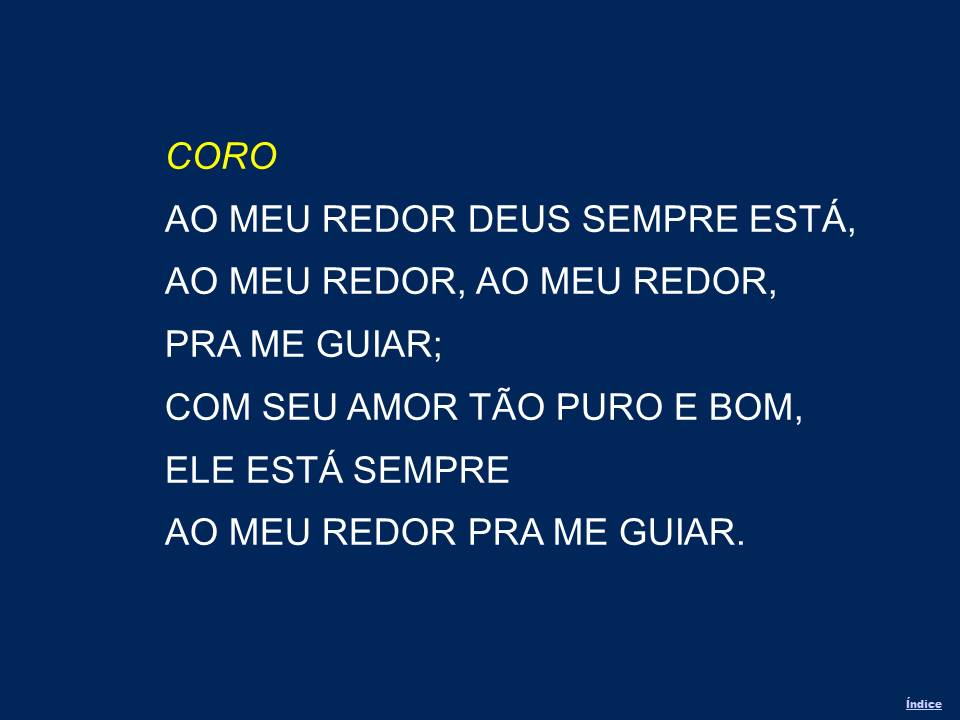 CORO
AO MEU REDOR DEUS SEMPRE ESTÁ,
AO MEU REDOR, AO MEU REDOR,
PRA ME GUIAR;
COM SEU AMOR TÃO PURO E BOM,
ELE ESTÁ SEMPRE
AO MEU REDOR PRA ME GUIAR.
Índice